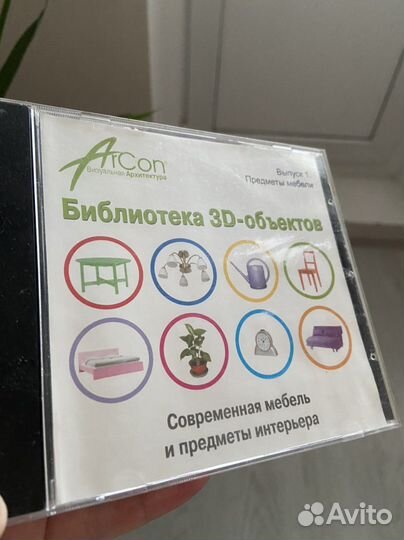 ArCon
Визуальная Архитектура
Выпуск 1.
Предметы мебели
Библиотека 3D-объектов
Современная мебель
и предметы интерьера
Avito